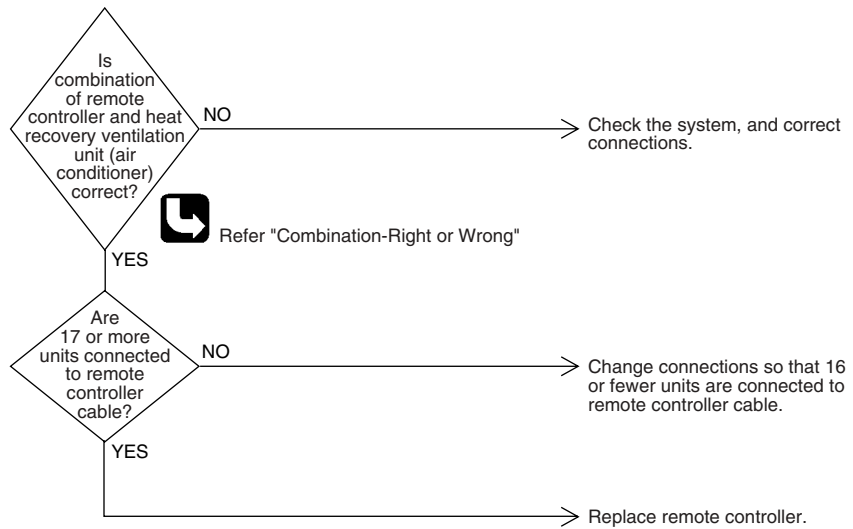 Is
combination
of remote
controller and heat
recovery ventilation
unit (air
conditioner)
correct?
NO
Check the system, and correct
connections.
Refer "Combination-Right or Wrong"
YES
Are
17 or more
units connected
to remote
controller
cable?
NO
Change connections so that 16
or fewer units are connected to
remote controller cable.
YES
Replace remote controller.